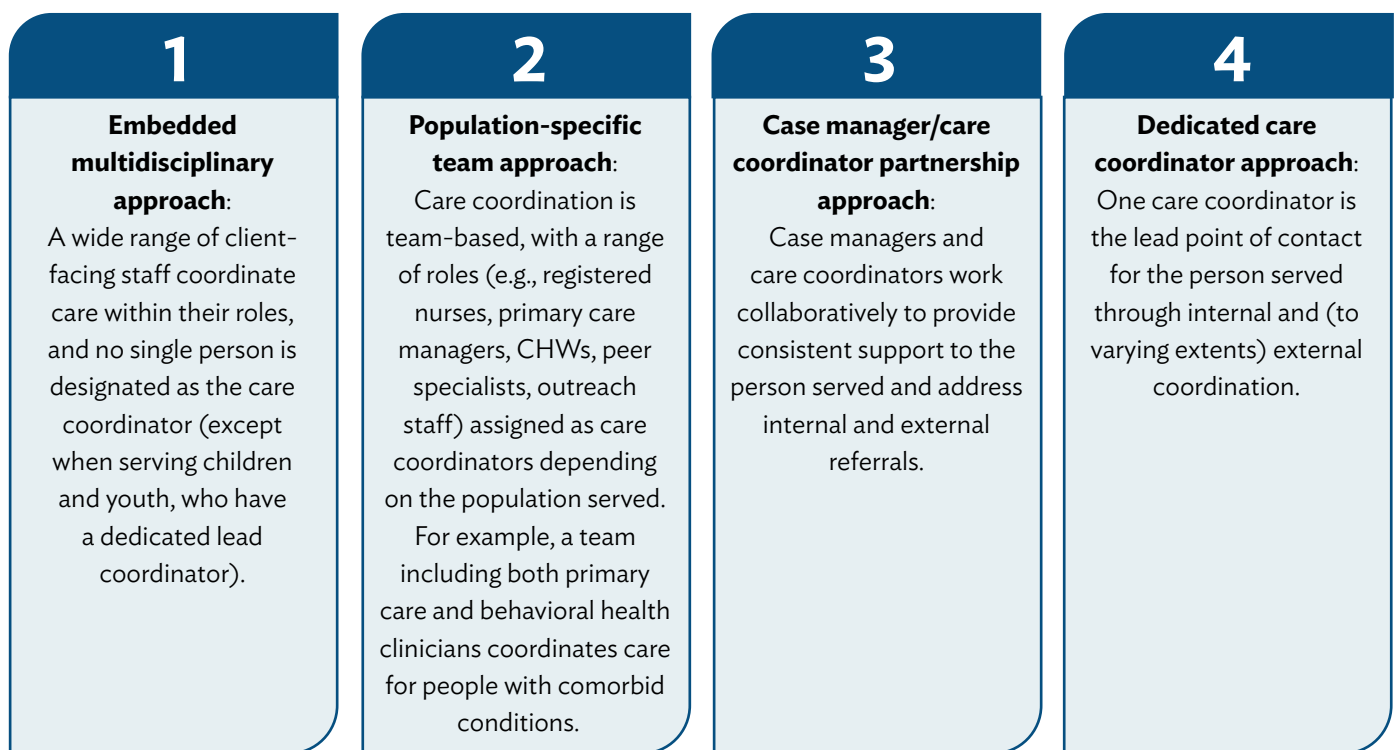 1
Embedded
multidisciplinary
approach:
A wide range of client-
facing staff coordinate
care within their roles,
and no single person is
designated as the care
coordinator (except
when serving children
and youth, who have
a dedicated lead
coordinator).
2
Population-specific
team approach:
Care coordination is
team-based, with a range
of roles (e.g., registered
nurses, primary care
managers, CHWs, peer
specialists, outreach
staff) assigned as care
coordinators depending
on the population served.
For example, a team
including both primary
care and behavioral health
clinicians coordinates care
for people with comorbid
conditions.
3
Case manager/care
coordinator partnership
approach:
Case managers and
care coordinators work
collaboratively to provide
consistent support to the
person served and address
internal and external
referrals.
4
Dedicated care
coordinator approach:
One care coordinator is
the lead point of contact
for the person served
through internal and (to
varying extents) external
coordination.